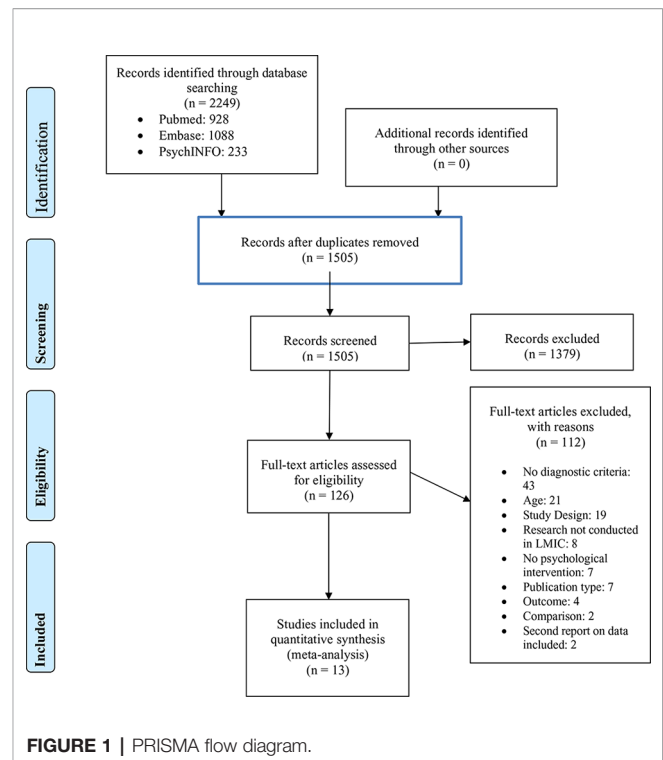 Identification
Records identified through database
searching
(n = 2249)
• Pubmed: 928
• Embase: 1088
• PsychINFO: 233
Additional records identified
through other sources
(n = 0)
Records after duplicates removed
(n = 1505)
Screening
Records screened
(n = 1505)
Records excluded
(n = 1379)
Eligibility
Full-text articles assessed
for eligibility
(n = 126)
Full-text articles excluded,
with reasons
(n = 112)
• No diagnostic criteria:
43
• Age: 21
• Study Design: 19
• Research not conducted
in LMIC: 8
• No psychological
intervention: 7
• Publication type: 7
• Outcome: 4
• Comparison: 2
• Second report on data
included: 2
Included
Studies included in
quantitative synthesis
(meta-analysis)
(n = 13)
FIGURE 1 | PRISMA flow diagram.